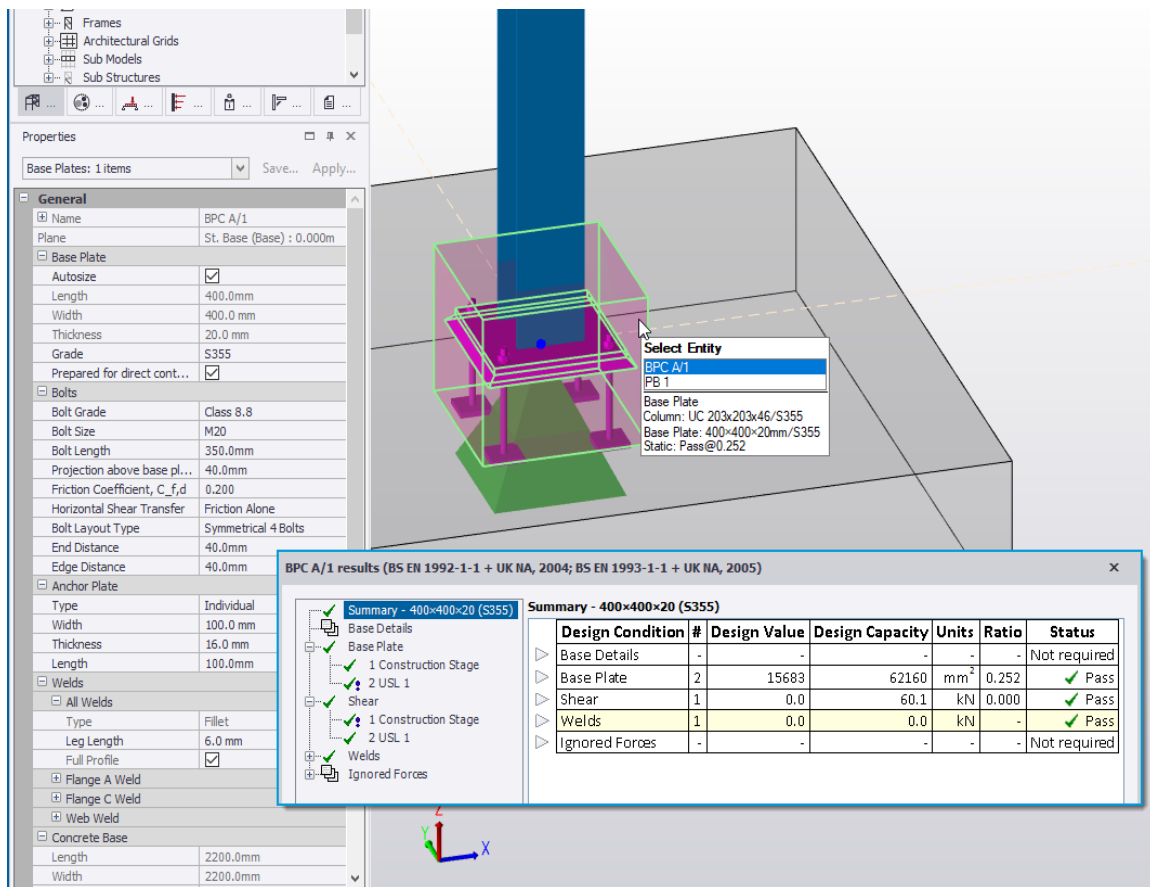 Frames
Architectural Grids
Sub Models
Sub Structures
... ... ... ... ... ... ...
Properties
Base Plates: 1 items Save... Apply...
General
Name BPC A/1
Plane St. Base (Base) : 0.000m
Base Plate
Autosize
Length 400.0mm
Width 400.0 mm
Thickness 20.0 mm
Grade S355
Prepared for direct cont...
Bolts
Bolt Grade Class 8.8
Bolt Size M20
Bolt Length 350.0mm
Projection above base pl... 40.0mm
Friction Coefficient, C_f,d 0.200
Horizontal Shear Transfer Friction Alone
Bolt Layout Type Symmetrical 4 Bolts
End Distance 40.0mm
Edge Distance 40.0mm
Anchor Plate
Type Individual
Width 100.0 mm
Thickness 16.0 mm
Length 100.0mm
Welds
All Welds
Type Fillet
Leg Length 6.0 mm
Full Profile
Flange A Weld
Flange C Weld
Web Weld
Concrete Base
Length 2200.0mm
Width 2200.0mm
Select Entity
BPC A/1
PB 1
Base Plate
Column: UC 203x203x46/S355
Base Plate: 400×400×20mm/S355
Static: Pass@0.252
BPC A/1 results (BS EN 1992-1-1 + UK NA, 2004; BS EN 1993-1-1 + UK NA, 2005)
Summary - 400×400×20 (S355)
Base Details
Base Plate
1 Construction Stage
2 USL 1
Shear
1 Construction Stage
2 USL 1
Welds
Ignored Forces
Summary - 400×400×20 (S355)
Design Condition # Design Value Design Capacity Units Ratio Status
Base Details - - - - - Not required
Base Plate 2 15683 62160 mm² 0.252 Pass
Shear 1 0.0 60.1 kN 0.000 Pass
Welds 1 0.0 0.0 kN - Pass
Ignored Forces - - - - - Not required
Z
Y
X